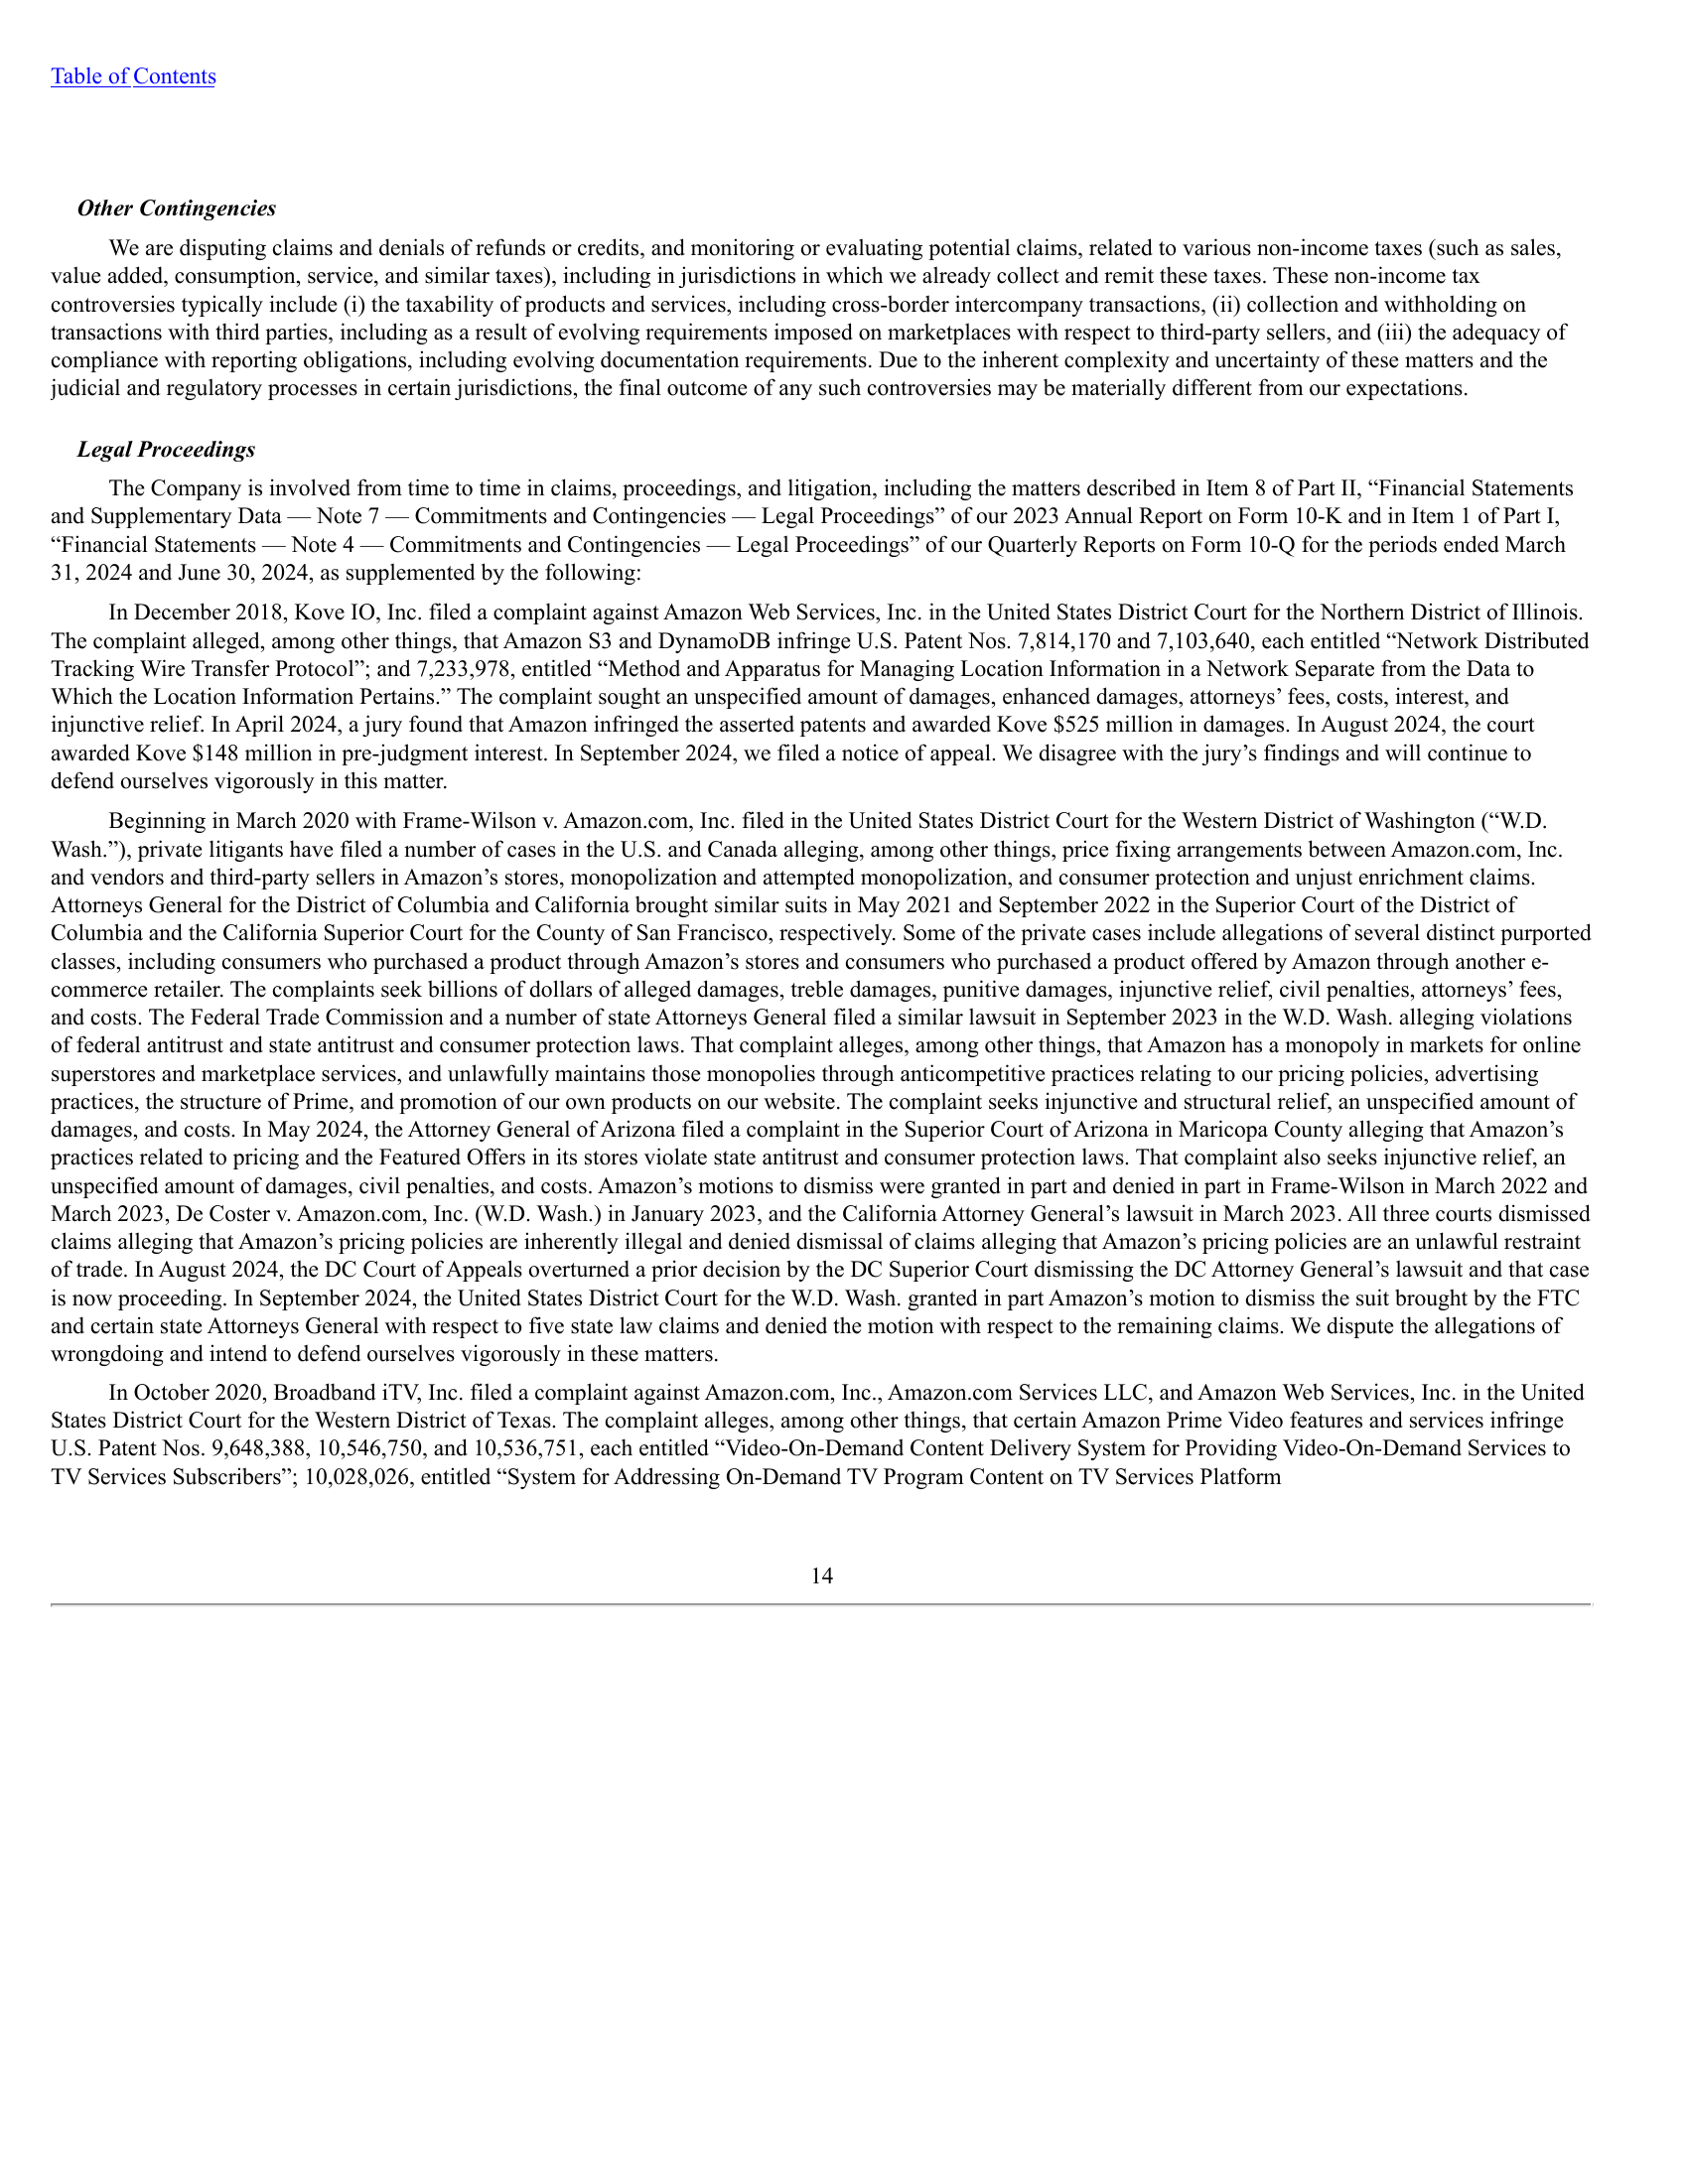 Table of Contents
Other Contingencies
We are disputing claims and denials of refunds or credits, and monitoring or evaluating potential claims, related to various non-income taxes (such as sales,
value added, consumption, service, and similar taxes), including in jurisdictions in which we already collect and remit these taxes. These non-income tax
controversies typically include (i) the taxability of products and services, including cross-border intercompany transactions, (ii) collection and withholding on
transactions with third parties, including as a result of evolving requirements imposed on marketplaces with respect to third-party sellers, and (iii) the adequacy of
compliance with reporting obligations, including evolving documentation requirements. Due to the inherent complexity and uncertainty of these matters and the
judicial and regulatory processes in certain jurisdictions, the final outcome of any such controversies may be materially different from our expectations.
Legal Proceedings
The Company is involved from time to time in claims, proceedings, and litigation, including the matters described in Item 8 of Part II, “Financial Statements
and Supplementary Data — Note 7 — Commitments and Contingencies — Legal Proceedings” of our 2023 Annual Report on Form 10-K and in Item 1 of Part I,
“Financial Statements — Note 4 — Commitments and Contingencies — Legal Proceedings” of our Quarterly Reports on Form 10-Q for the periods ended March
31, 2024 and June 30, 2024, as supplemented by the following:
In December 2018, Kove IO, Inc. filed a complaint against Amazon Web Services, Inc. in the United States District Court for the Northern District of Illinois.
The complaint alleged, among other things, that Amazon S3 and DynamoDB infringe U.S. Patent Nos. 7,814,170 and 7,103,640, each entitled “Network Distributed
Tracking Wire Transfer Protocol”; and 7,233,978, entitled “Method and Apparatus for Managing Location Information in a Network Separate from the Data to
Which the Location Information Pertains.” The complaint sought an unspecified amount of damages, enhanced damages, attorneys’ fees, costs, interest, and
injunctive relief. In April 2024, a jury found that Amazon infringed the asserted patents and awarded Kove $525 million in damages. In August 2024, the court
awarded Kove $148 million in pre-judgment interest. In September 2024, we filed a notice of appeal. We disagree with the jury’s findings and will continue to
defend ourselves vigorously in this matter.
Beginning in March 2020 with Frame-Wilson v. Amazon.com, Inc. filed in the United States District Court for the Western District of Washington (“W.D.
Wash.”), private litigants have filed a number of cases in the U.S. and Canada alleging, among other things, price fixing arrangements between Amazon.com, Inc.
and vendors and third-party sellers in Amazon’s stores, monopolization and attempted monopolization, and consumer protection and unjust enrichment claims.
Attorneys General for the District of Columbia and California brought similar suits in May 2021 and September 2022 in the Superior Court of the District of
Columbia and the California Superior Court for the County of San Francisco, respectively. Some of the private cases include allegations of several distinct purported
classes, including consumers who purchased a product through Amazon’s stores and consumers who purchased a product offered by Amazon through another e-
commerce retailer. The complaints seek billions of dollars of alleged damages, treble damages, punitive damages, injunctive relief, civil penalties, attorneys’ fees,
and costs. The Federal Trade Commission and a number of state Attorneys General filed a similar lawsuit in September 2023 in the W.D. Wash. alleging violations
of federal antitrust and state antitrust and consumer protection laws. That complaint alleges, among other things, that Amazon has a monopoly in markets for online
superstores and marketplace services, and unlawfully maintains those monopolies through anticompetitive practices relating to our pricing policies, advertising
practices, the structure of Prime, and promotion of our own products on our website. The complaint seeks injunctive and structural relief, an unspecified amount of
damages, and costs. In May 2024, the Attorney General of Arizona filed a complaint in the Superior Court of Arizona in Maricopa County alleging that Amazon’s
practices related to pricing and the Featured Offers in its stores violate state antitrust and consumer protection laws. That complaint also seeks injunctive relief, an
unspecified amount of damages, civil penalties, and costs. Amazon’s motions to dismiss were granted in part and denied in part in Frame-Wilson in March 2022 and
March 2023, De Coster v. Amazon.com, Inc. (W.D. Wash.) in January 2023, and the California Attorney General’s lawsuit in March 2023. All three courts dismissed
claims alleging that Amazon’s pricing policies are inherently illegal and denied dismissal of claims alleging that Amazon’s pricing policies are an unlawful restraint
of trade. In August 2024, the DC Court of Appeals overturned a prior decision by the DC Superior Court dismissing the DC Attorney General’s lawsuit and that case
is now proceeding. In September 2024, the United States District Court for the W.D. Wash. granted in part Amazon’s motion to dismiss the suit brought by the FTC
and certain state Attorneys General with respect to five state law claims and denied the motion with respect to the remaining claims. We dispute the allegations of
wrongdoing and intend to defend ourselves vigorously in these matters.
In October 2020, Broadband iTV, Inc. filed a complaint against Amazon.com, Inc., Amazon.com Services LLC, and Amazon Web Services, Inc. in the United
States District Court for the Western District of Texas. The complaint alleges, among other things, that certain Amazon Prime Video features and services infringe
U.S. Patent Nos. 9,648,388, 10,546,750, and 10,536,751, each entitled “Video-On-Demand Content Delivery System for Providing Video-On-Demand Services to
TV Services Subscribers”; 10,028,026, entitled “System for Addressing On-Demand TV Program Content on TV Services Platform
14